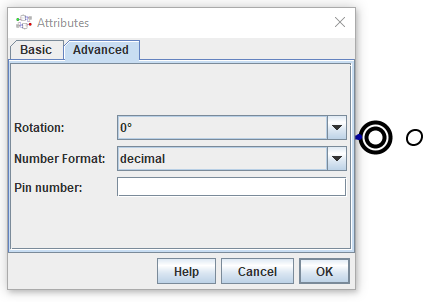 Attributes
Basic Advanced
Rotation: 0°
Number Format: decimal
Pin number:
Help Cancel OK
O